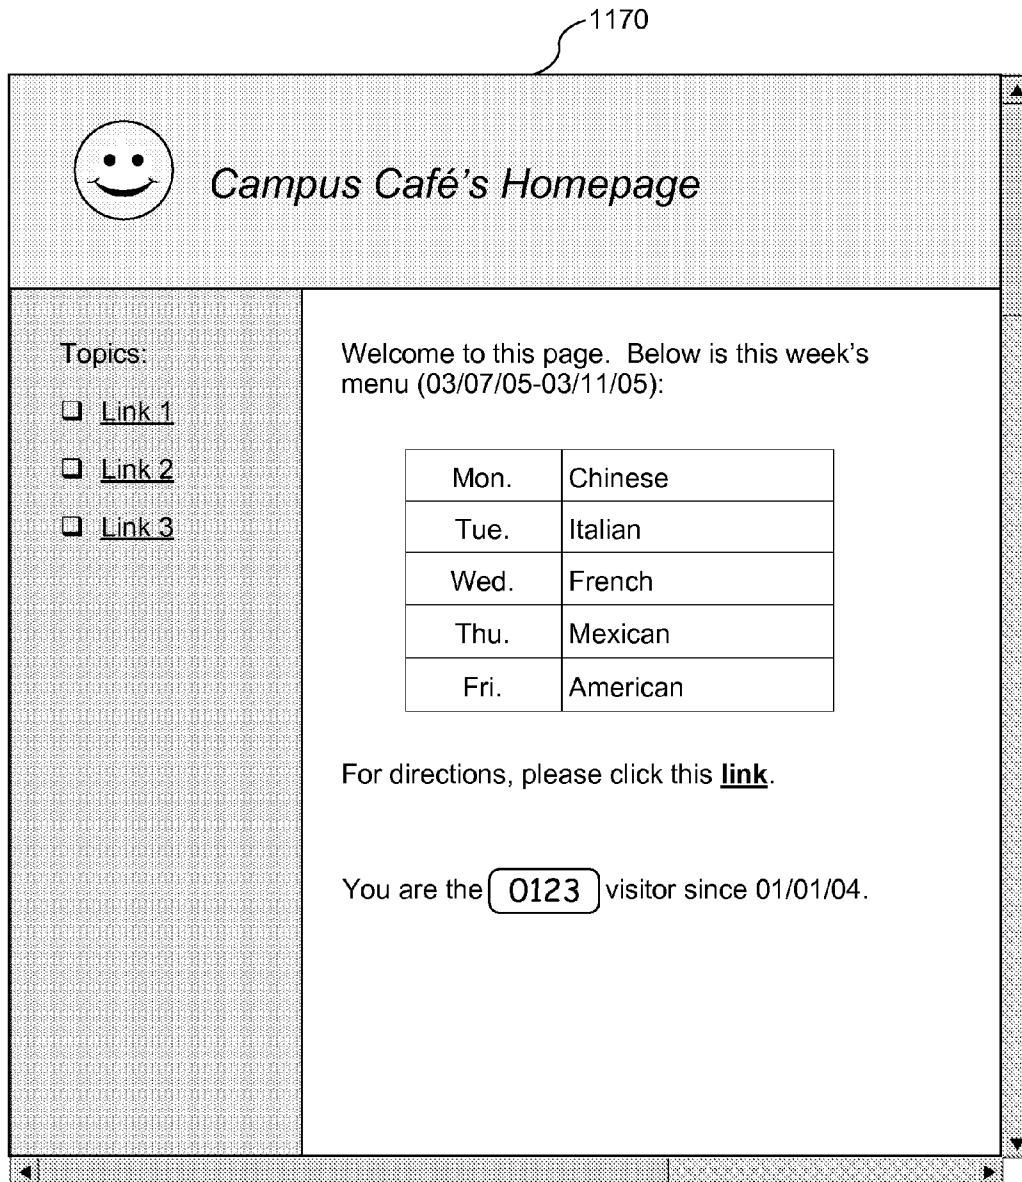 1170
Campus Café's Homepage
Topics:
❑ Link 1
❑ Link 2
❑ Link 3
Welcome to this page.  Below is this week's
menu (03/07/05-03/11/05):
Mon. Chinese
Tue. Italian
Wed. French
Thu. Mexican
Fri. American
For directions, please click this link.
You are the 0123 visitor since 01/01/04.